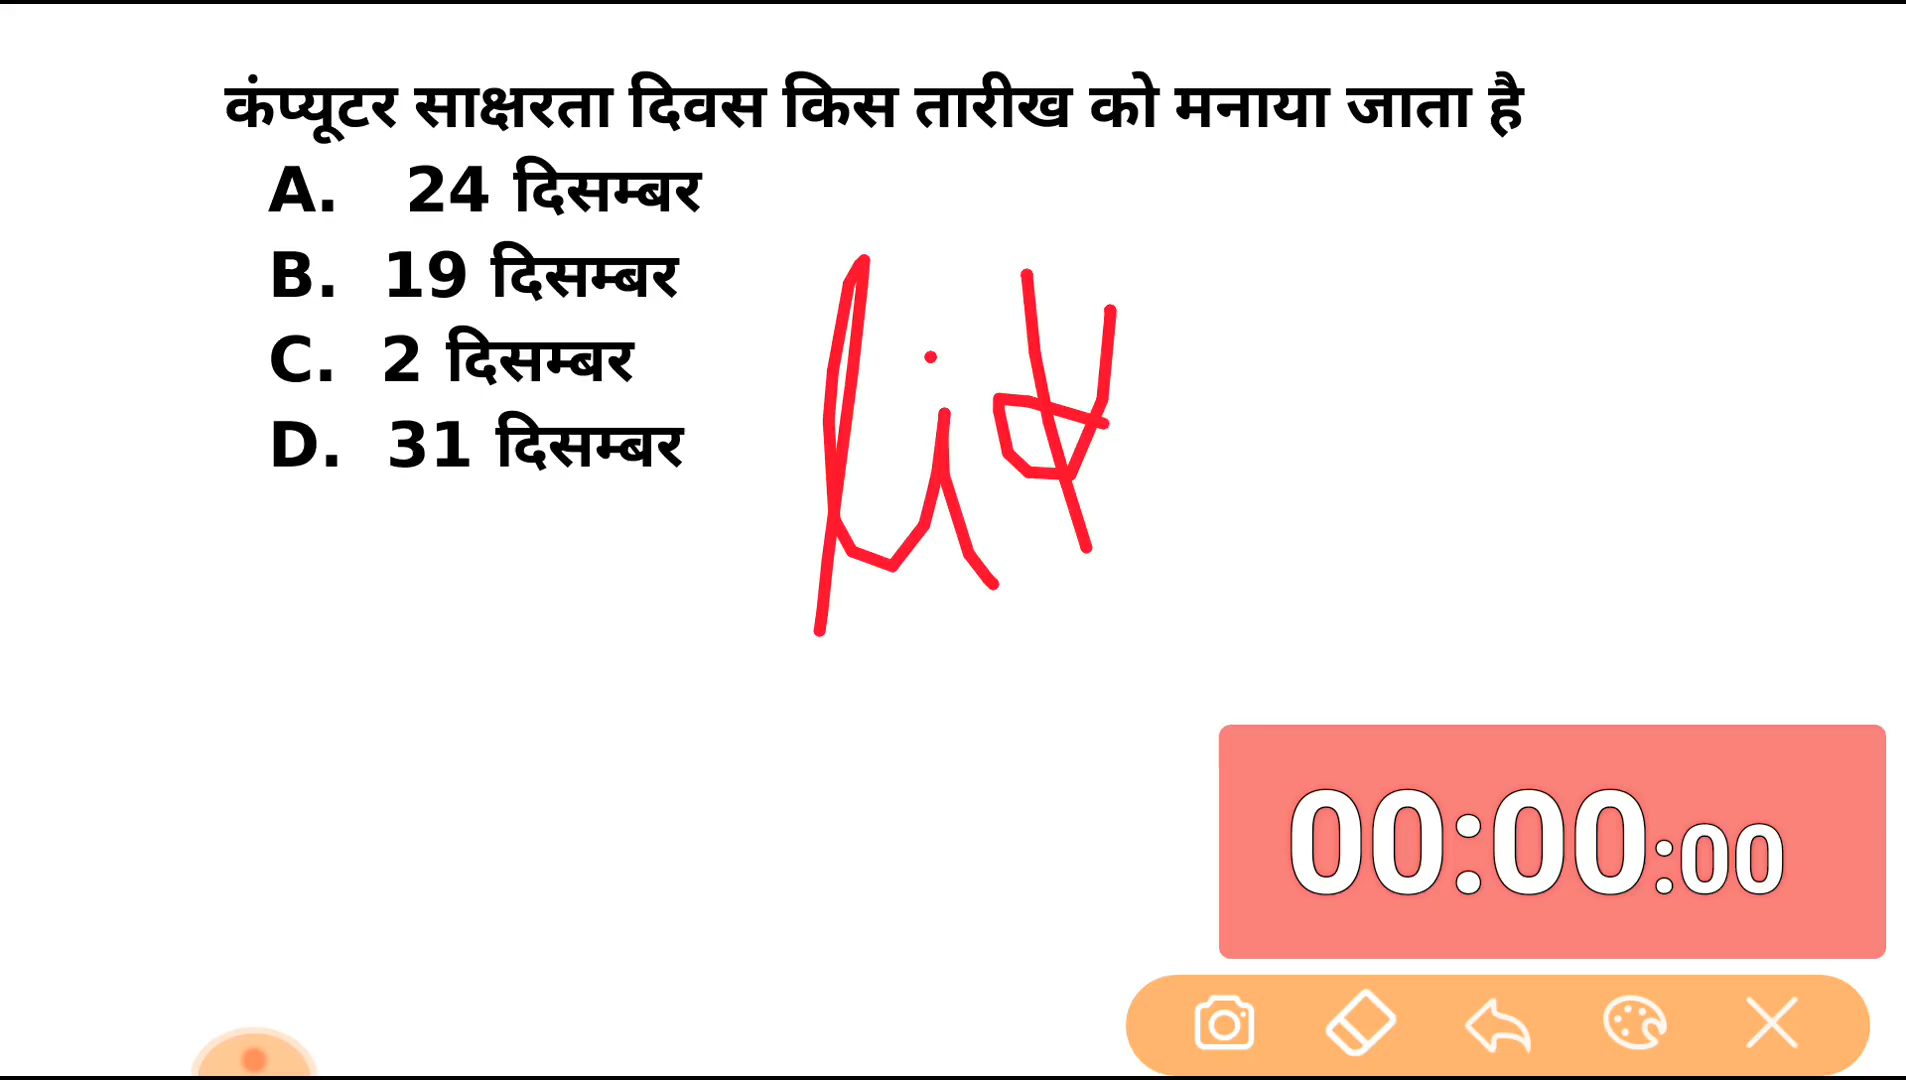 कंप्यूटर साक्षरता दिवस किस तारीख को मनाया जाता है
A. 24 दिसम्बर
B. 19 दिसम्बर
C. 2 दिसम्बर
D. 31 दिसम्बर
00:00:00